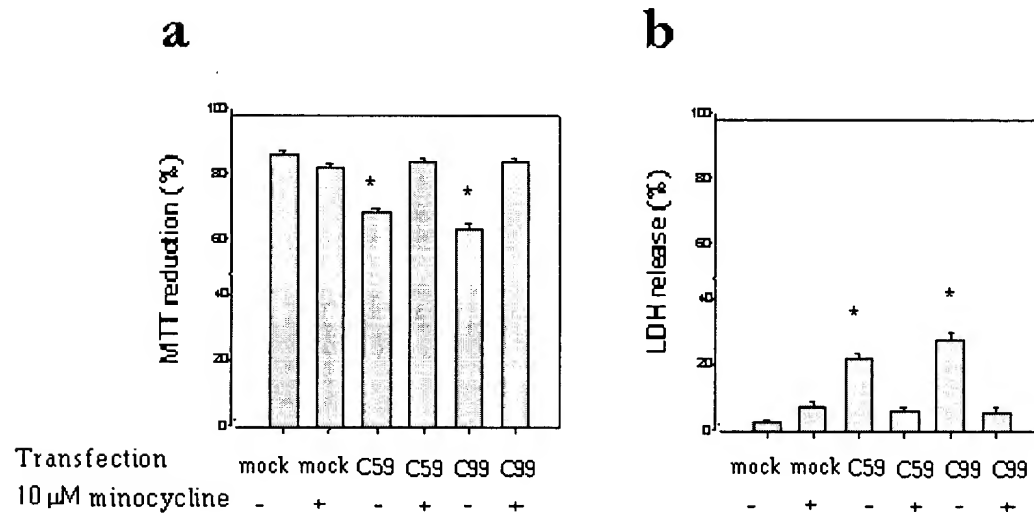 a
b
100
80
60
40
20
0
MTT reduction (%)
* *
100
80
60
40
20
0
LDH release (%)
* *
Transfection mock mock C59 C59 C99 C99
10 µM minocycline - + - + - +
mock mock C59 C59 C99 C99
- + - + - +